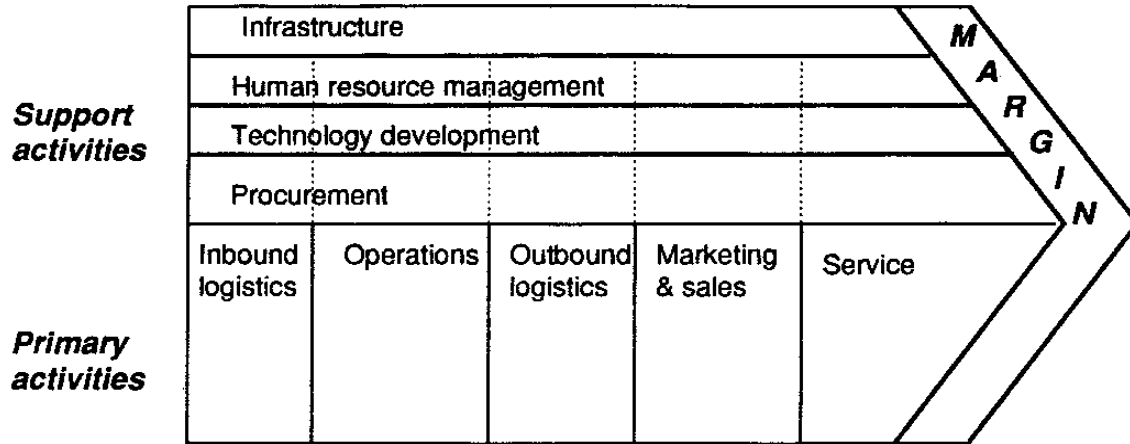 Infrastructure
Human resource management
Technology development
Procurement
Support
activities
MARGIN
Inbound
logistics
Operations
Outbound
logistics
Marketing
& sales
Service
Primary
activities